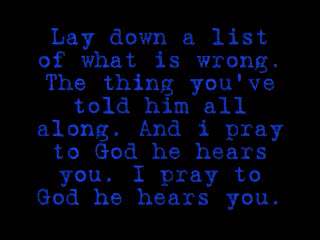 Lay down a list
of what is wrong.
The thing you've
told him all
along. And i pray
to God he hears
you. I pray to
God he hears you.